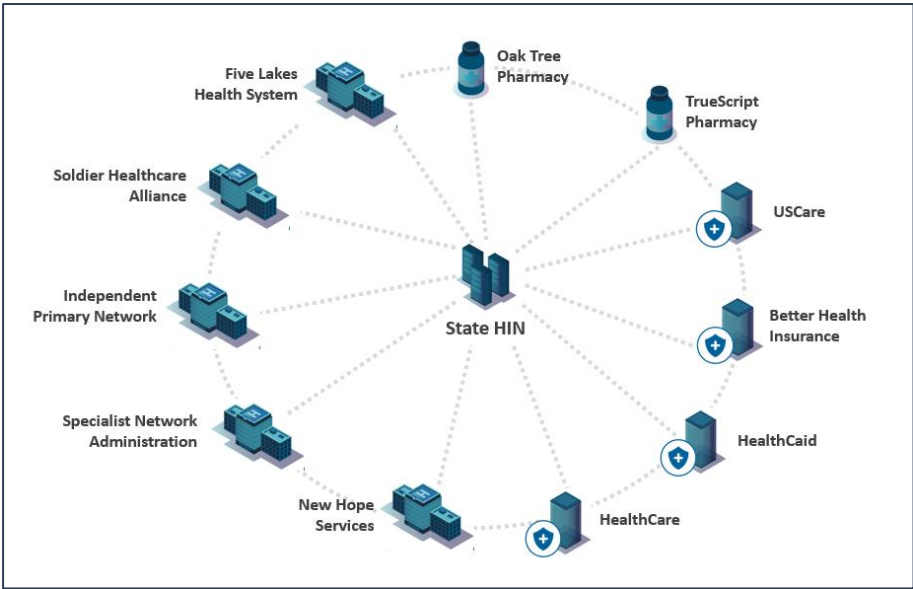 Five Lakes
Health System
Oak Tree
Pharmacy
TrueScript
Pharmacy
Soldier Healthcare
Alliance
USCare
Independent
Primary Network
State HIN
Better Health
Insurance
Specialist Network
Administration
HealthCaid
New Hope
Services
HealthCare